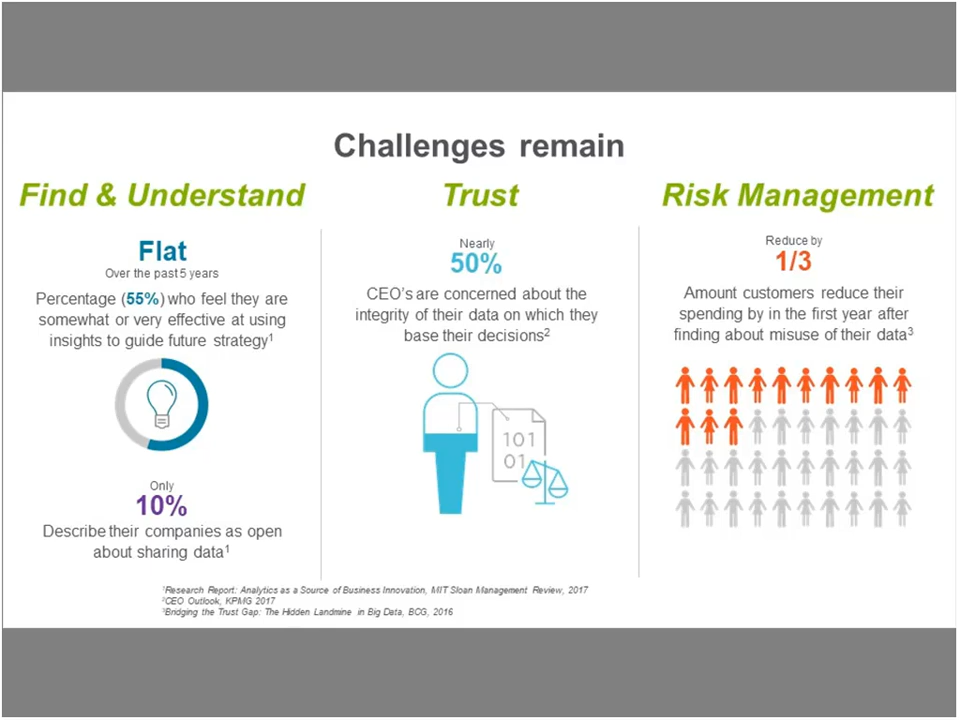 Challenges remain
Find & Understand
Flat
Over the past 5 years
Percentage (55%) who feel they are
somewhat or very effective at using
insights to guide future strategy1
Only
10%
Describe their companies as open
about sharing data1
Trust
Nearly
50%
CEO's are concerned about the
integrity of their data on which they
base their decisions2
101
01
Risk Management
Reduce by
1/3
Amount customers reduce their
spending by in the first year after
finding about misuse of their data3
1Research Report: Analytics as a Source of Business Innovation, MIT Sloan Management Review, 2017
2CEO Outlook, KPMG 2017
3Bridging the Trust Gap: The Hidden Landmine in Big Data, BCG, 2016